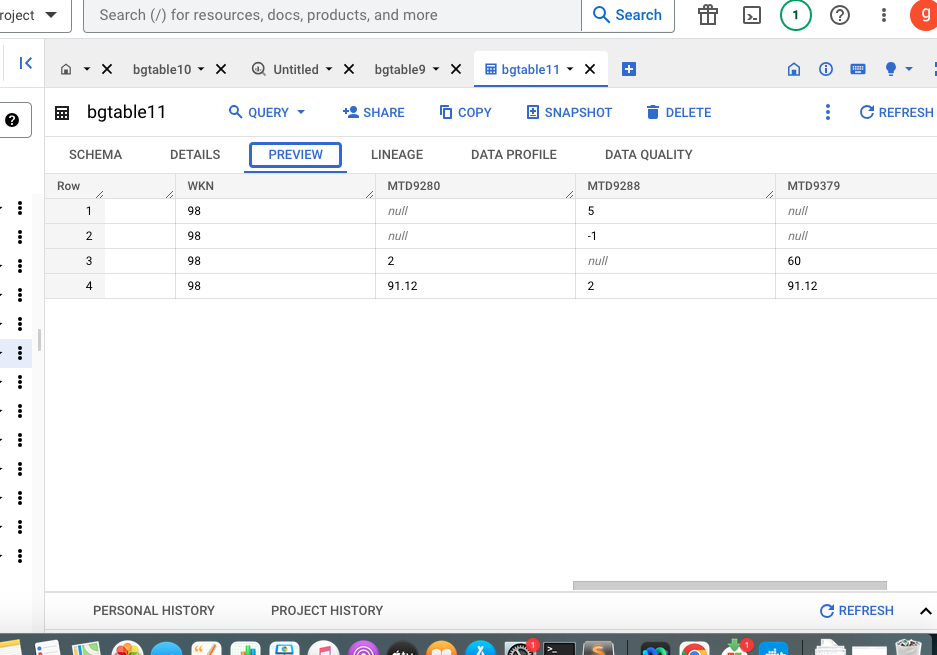 roject
Search (/) for resources, docs, products, and more
Search
1
g
bgtable10
Untitled
bgtable9
bgtable11
bgtable11
QUERY
SHARE
COPY
SNAPSHOT
DELETE
REFRESH
SCHEMA
DETAILS
PREVIEW
LINEAGE
DATA PROFILE
DATA QUALITY
Row WKN MTD9280 MTD9288 MTD9379
1 98 null 5 null
2 98 null -1 null
3 98 2 null 60
4 98 91.12 2 91.12
PERSONAL HISTORY
PROJECT HISTORY
REFRESH
1
1